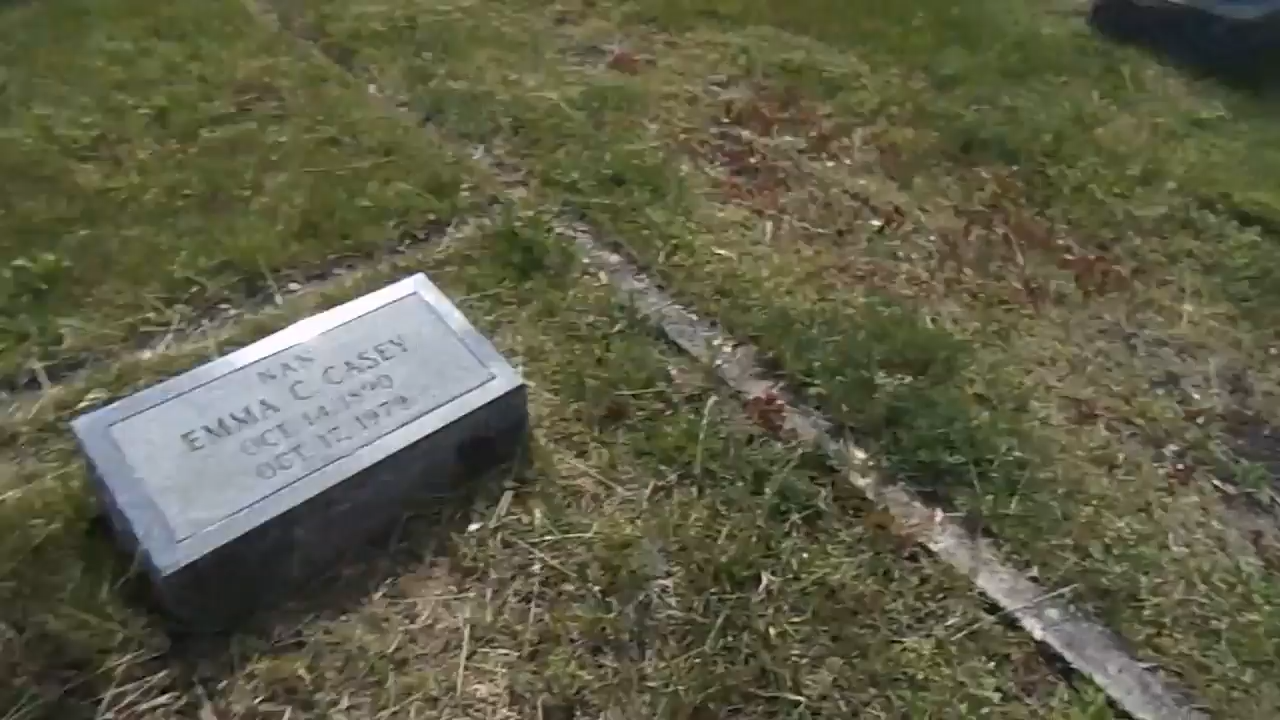 NAN
EMMA C. CASEY
OCT. 14, 1890
OCT. 17, 1979